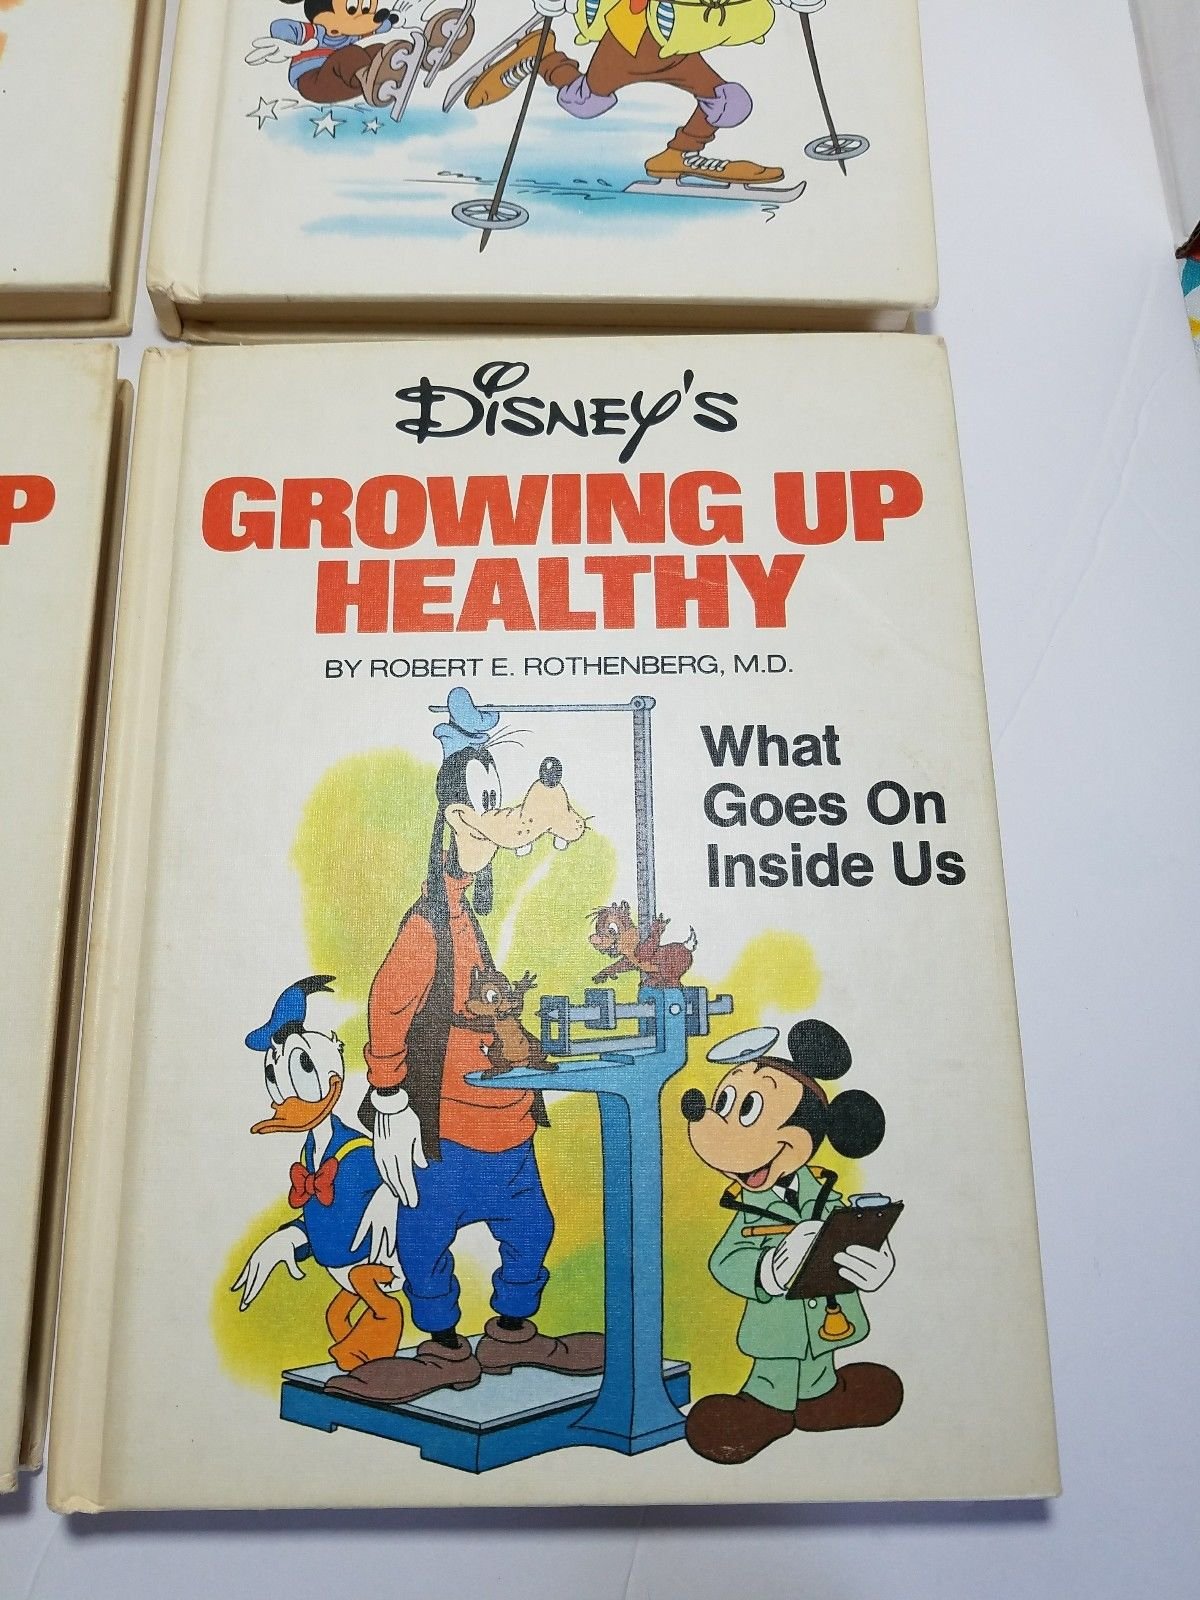 P
Disney's
GROWING UP
HEALTHY
BY ROBERT E. ROTHENBERG, M.D.
What
Goes On
Inside Us